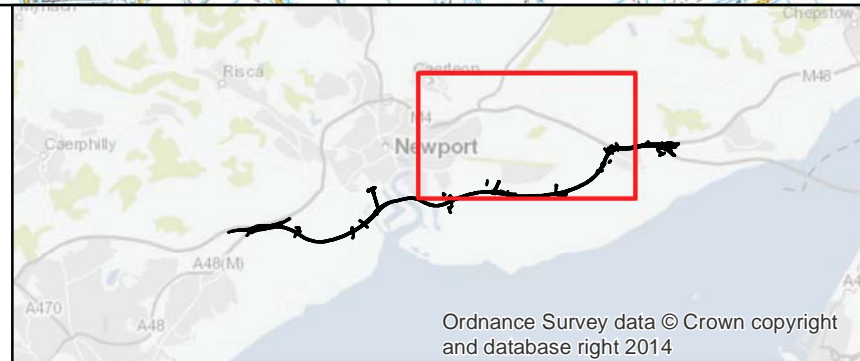 Chepstow
Risca
Caerleon
M48
M4
Caerphilly
Newport
A48(M)
A470
A48
Ordnance Survey data © Crown copyright
and database right 2014